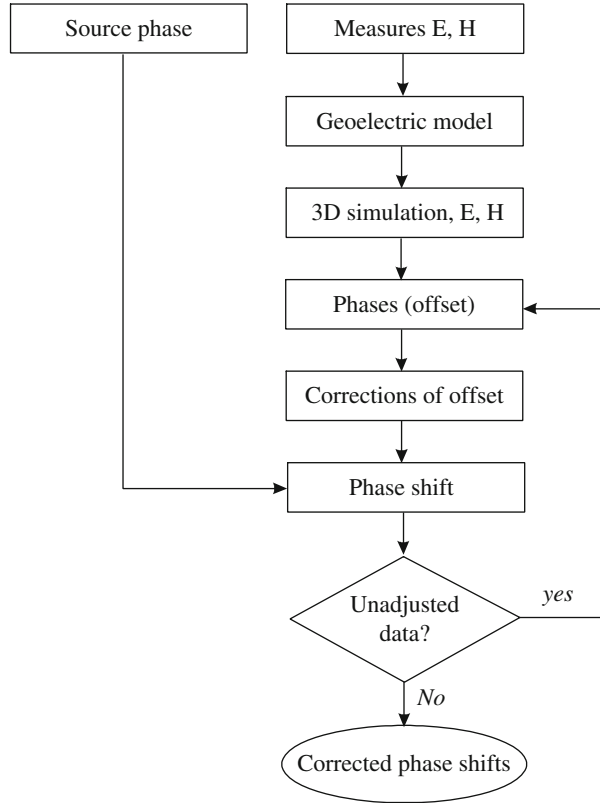 Source phase
Measures E, H
Geoelectric model
3D simulation, E, H
Phases (offset)
Corrections of offset
Phase shift
Unadjusted
data?
yes
No
Corrected phase shifts